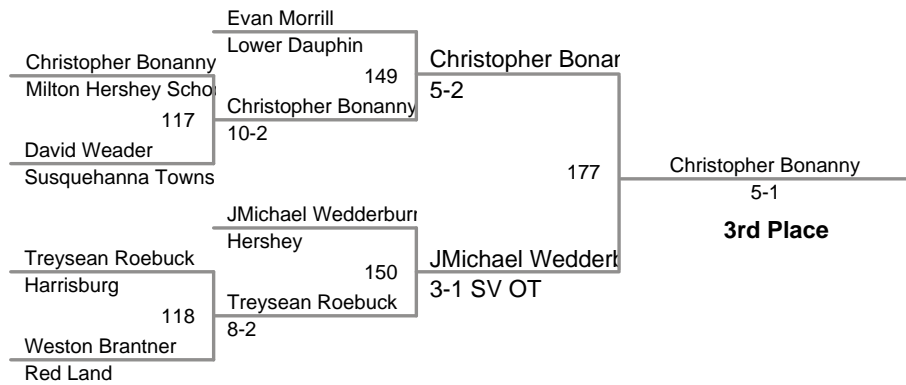 Evan Morrill
Lower Dauphin
Christopher Bonanny
Milton Hershey Scho
149
Christopher Bonar
5-2
117
Christopher Bonanny
10-2
David Weader
Susquehanna Towns
177
Christopher Bonanny
5-1
3rd Place
JMichael Wedderburn
Hershey
Treysean Roebuck
Harrisburg
150
JMichael Wedderb
3-1 SV OT
118
Treysean Roebuck
8-2
Weston Brantner
Red Land